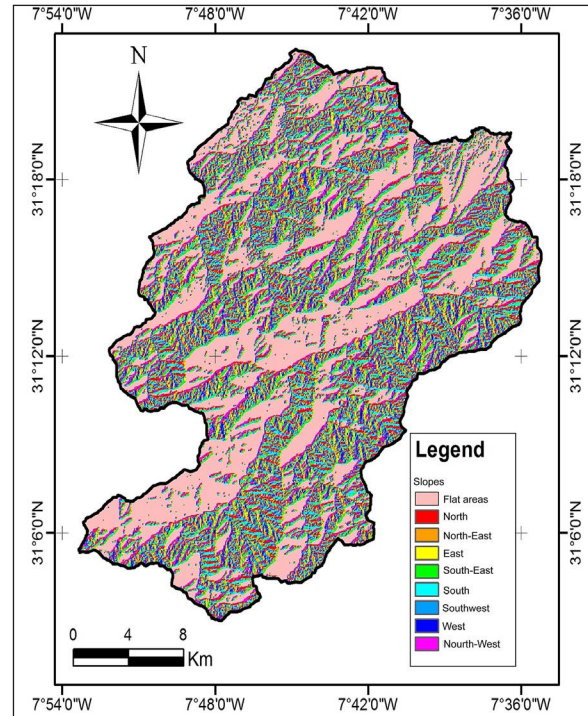 7°54'0"W 7°48'0"W 7°42'0"W 7°36'0"W
N
31°18'0"N 31°18'0"N
31°12'0"N 31°12'0"N
Legend
Slopes
Flat areas
North
North-East
East
South-East
South
Southwest
West
Nourth-West
31°6'0"N 31°6'0"N
0 4 8
Km
7°54'0"W 7°48'0"W 7°42'0"W 7°36'0"W